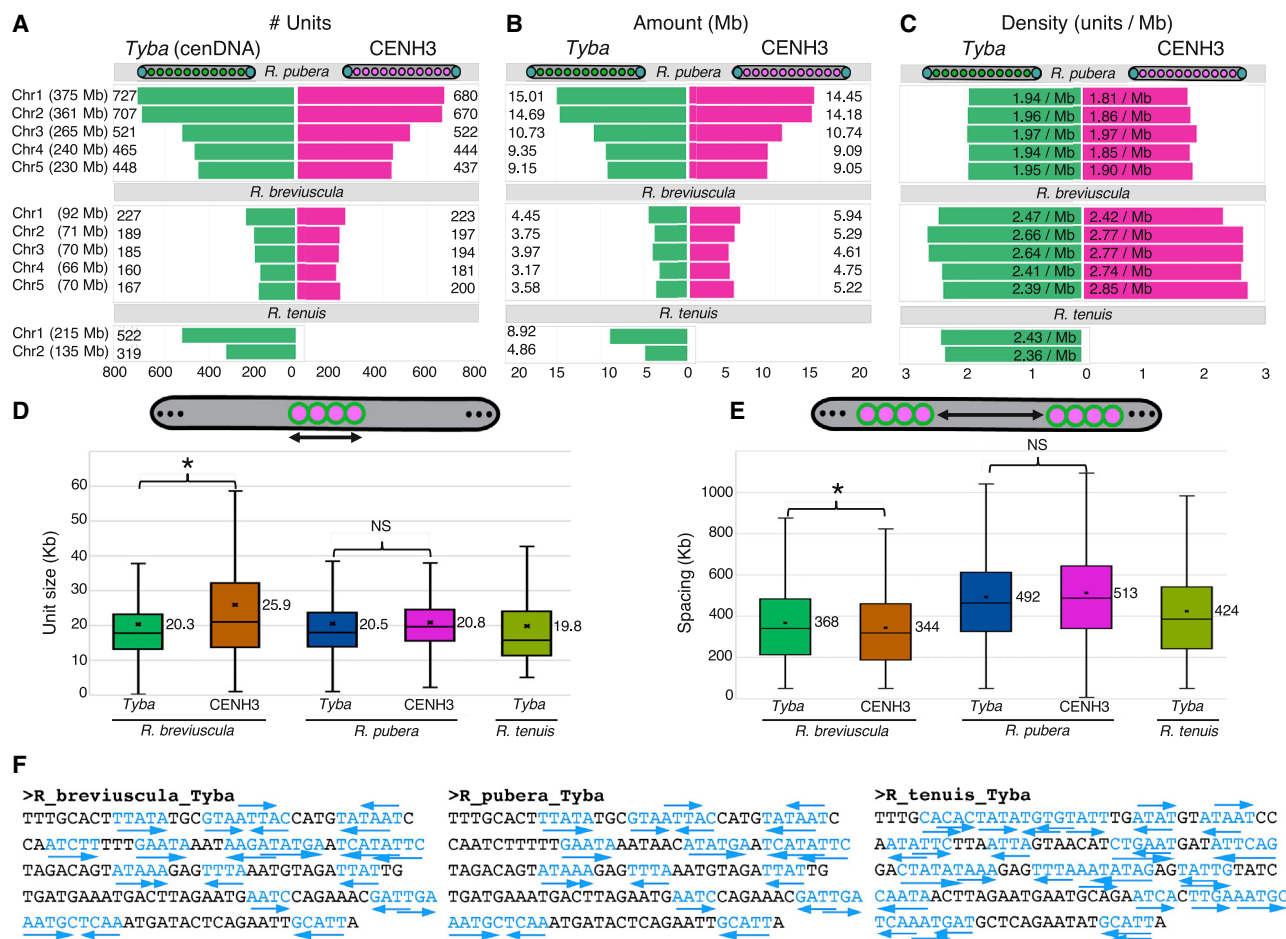 A # Units
Tyba (cenDNA) CENH3
R. pubera
Chr1 (375 Mb) 727 680
Chr2 (361 Mb) 707 670
Chr3 (265 Mb) 521 522
Chr4 (240 Mb) 465 444
Chr5 (230 Mb) 448 437
R. breviuscula
Chr1 (92 Mb) 227 223
Chr2 (71 Mb) 189 197
Chr3 (70 Mb) 185 194
Chr4 (66 Mb) 160 181
Chr5 (70 Mb) 167 200
R. tenuis
Chr1 (215 Mb) 522
Chr2 (135 Mb) 319
800 600 400 200 0 200 400 600 800
B Amount (Mb)
Tyba CENH3
R. pubera
15.01 14.45
14.69 14.18
10.73 10.74
9.35 9.09
9.15 9.05
R. breviuscula
4.45 5.94
3.75 5.29
3.97 4.61
3.17 4.75
3.58 5.22
R. tenuis
8.92
4.86
20 15 10 5 0 5 10 15 20
C Density (units / Mb)
Tyba CENH3
R. pubera
1.94 / Mb 1.81 / Mb
1.96 / Mb 1.86 / Mb
1.97 / Mb 1.97 / Mb
1.94 / Mb 1.85 / Mb
1.95 / Mb 1.90 / Mb
R. breviuscula
2.47 / Mb 2.42 / Mb
2.66 / Mb 2.77 / Mb
2.64 / Mb 2.77 / Mb
2.41 / Mb 2.74 / Mb
2.39 / Mb 2.85 / Mb
R. tenuis
2.43 / Mb
2.36 / Mb
3 2 1 0 1 2 3
D
Unit size (Kb)
60
50
40
30
20
10
0
*
NS
20.3 25.9 20.5 20.8 19.8
Tyba CENH3 Tyba CENH3 Tyba
R. breviuscula R. pubera R. tenuis
E
Spacing (Kb)
1000
800
600
400
200
0
*
NS
368 344 492 513 424
Tyba CENH3 Tyba CENH3 Tyba
R. breviuscula R. pubera R. tenuis
F
>R_breviuscula_Tyba
TTTGCACTTTATATGCGTAATTACCATGTATAATC
CAATCTTTTTGAATAAATAAGATATGAATCATATTC
TAGACAGTATAAAGAGTTTAAATGTAGATTATTG
TGATGAAATGACTTAGAATGAATCCAGAAACGATTGA
AATGCTCAAATGATACTCAGAATTGCATTA
>R_pubera_Tyba
TTTGCACTTTATATGCGTAATTACCATGTATAATC
CAATCTTTTTGAATAAATAACATATGAATCATATTC
TAGACAGTATAAAGAGTTTAAATGTAGATTATTG
TGATGAAATGACTTAGAATGAATCCAGAAACGATTGA
AATGCTCAAATGATACTCAGAATTGCATTA
>R_tenuis_Tyba
TTTGCACACTATATGTGTATTTGATATGTATAATCC
AATATTCTTAATTAGTAACATCTGAATGATATTCAG
GACTATATAAAGAGTTTAAATATAGAGTATTGTATC
CAATAACTTAGAATGAATGCAGAATCACTTGAAATGC
TCAAATGATGCTCAGAATATGCATTA